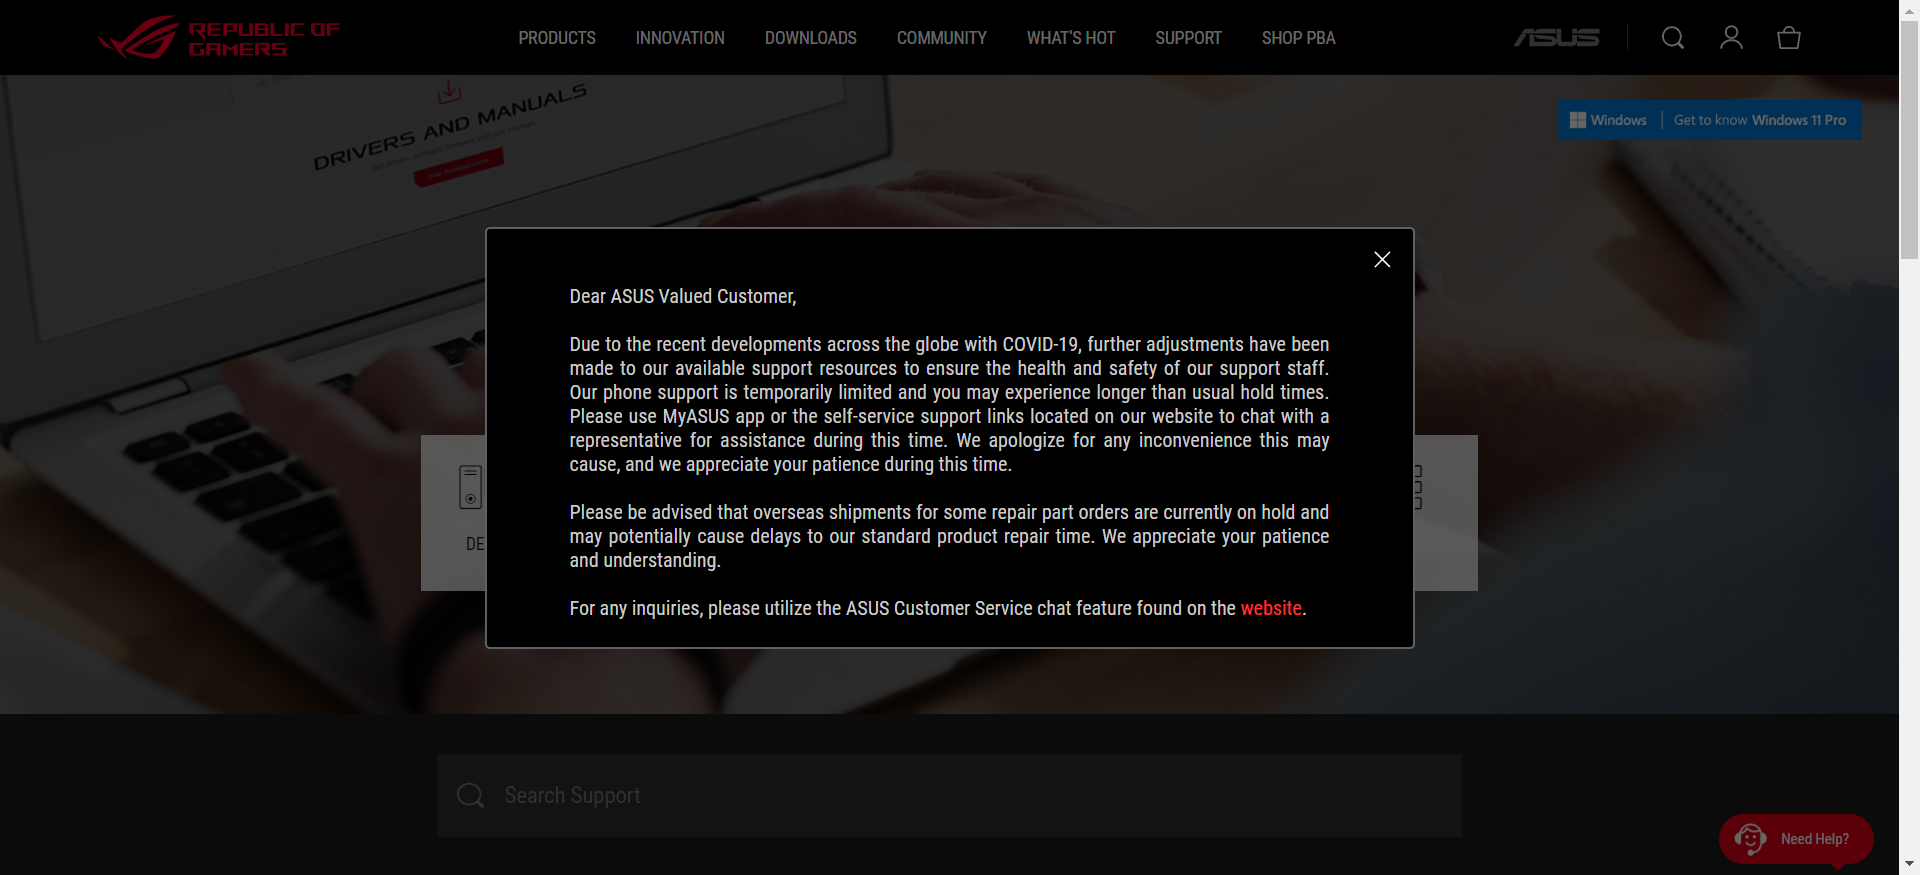 REPUBLIC OF
GAMERS
PRODUCTS
INNOVATION
DOWNLOADS
COMMUNITY
WHAT'S HOT
SUPPORT
SHOP PBA
ASUS
DRIVERS AND MANUALS
Windows
Get to know Windows 11 Pro
Dear ASUS Valued Customer,
Due to the recent developments across the globe with COVID-19, further adjustments have been
made to our available support resources to ensure the health and safety of our support staff.
Our phone support is temporarily limited and you may experience longer than usual hold times.
Please use MyASUS app or the self-service support links located on our website to chat with a
representative for assistance during this time. We apologize for any inconvenience this may
cause, and we appreciate your patience during this time.
Please be advised that overseas shipments for some repair part orders are currently on hold and
may potentially cause delays to our standard product repair time. We appreciate your patience
and understanding.
For any inquiries, please utilize the ASUS Customer Service chat feature found on the website.
DE
Search Support
Need Help?